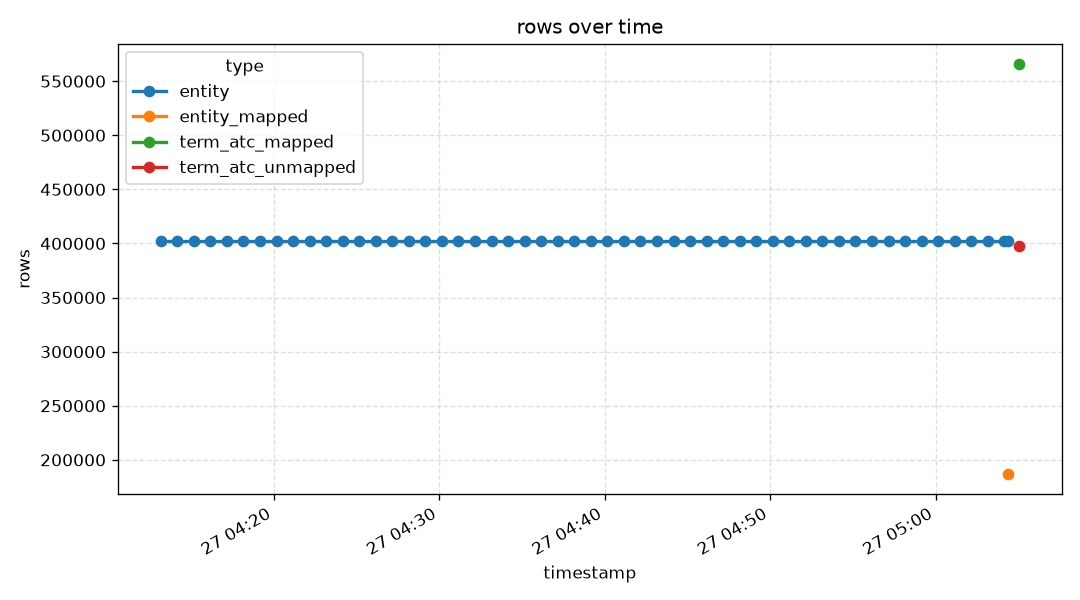 rows over time
type
entity
entity_mapped
term_atc_mapped
term_atc_unmapped
550000
500000
450000
400000
350000
300000
250000
200000
rows
27 04:20
27 04:30
27 04:40
27 04:50
27 05:00
timestamp